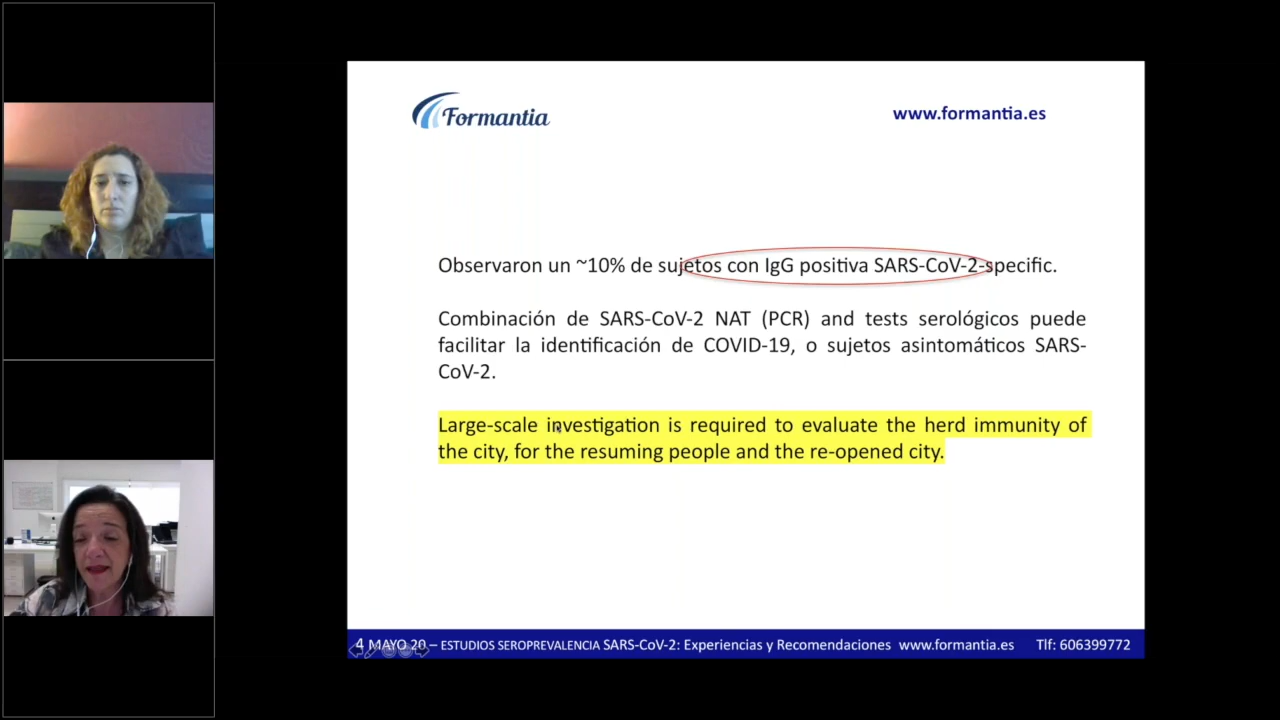 Formantia
www.formantia.es
Observaron un ~10% de sujetos con IgG positiva SARS-CoV-2-specific.
Combinación de SARS-CoV-2 NAT (PCR) and tests serológicos puede
facilitar la identificación de COVID-19, o sujetos asintomáticos SARS-
CoV-2.
Large-scale investigation is required to evaluate the herd immunity of
the city, for the resuming people and the re-opened city.
4 MAYO 20 – ESTUDIOS SEROPREVALENCIA SARS-CoV-2: Experiencias y Recomendaciones www.formantia.es Tlf: 606399772